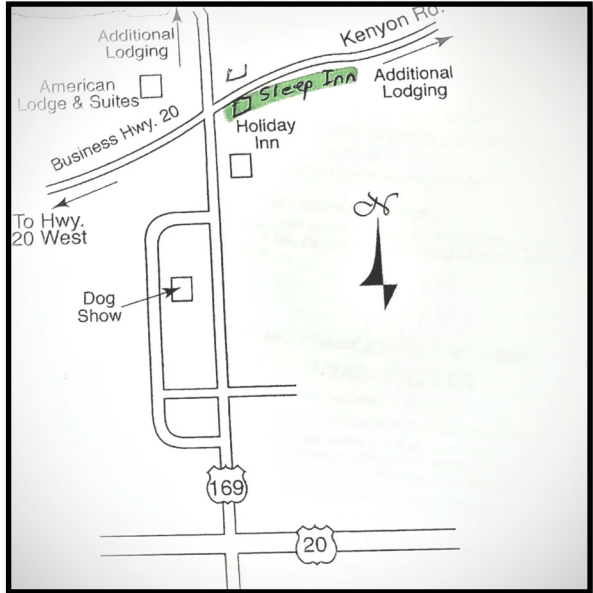 Additional
Lodging
Kenyon Rd.
American
Lodge & Suites
Sleep Inn
Additional
Lodging
Business Hwy. 20
Holiday
Inn
To Hwy.
20 West
N
Dog
Show
169
20